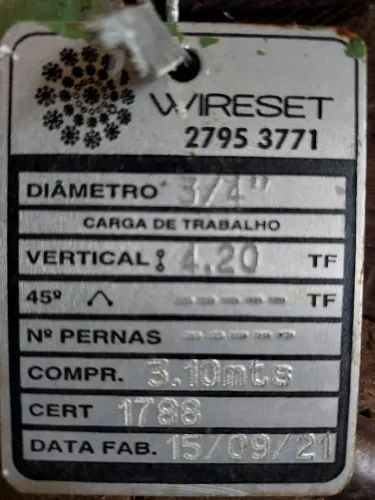 WIRESET
2795 3771
DIÂMETRO 3/4"
CARGA DE TRABALHO
VERTICAL 4.20 TF
45º ----- TF
Nº PERNAS -----
COMPR. 3.10mts
CERT 1788
DATA FAB. 15/09/21